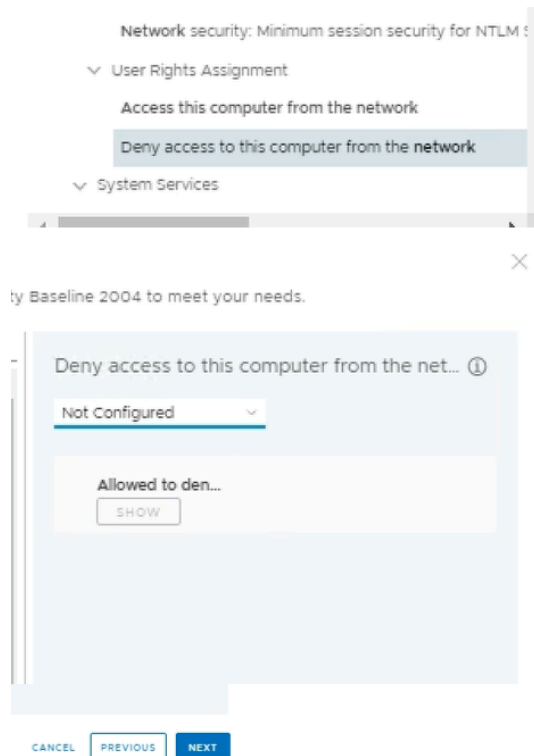 Network security: Minimum session security for NTLM
User Rights Assignment
Access this computer from the network
Deny access to this computer from the network
System Services
ty Baseline 2004 to meet your needs.
Deny access to this computer from the net...
Not Configured
Allowed to den...
SHOW
CANCEL PREVIOUS NEXT